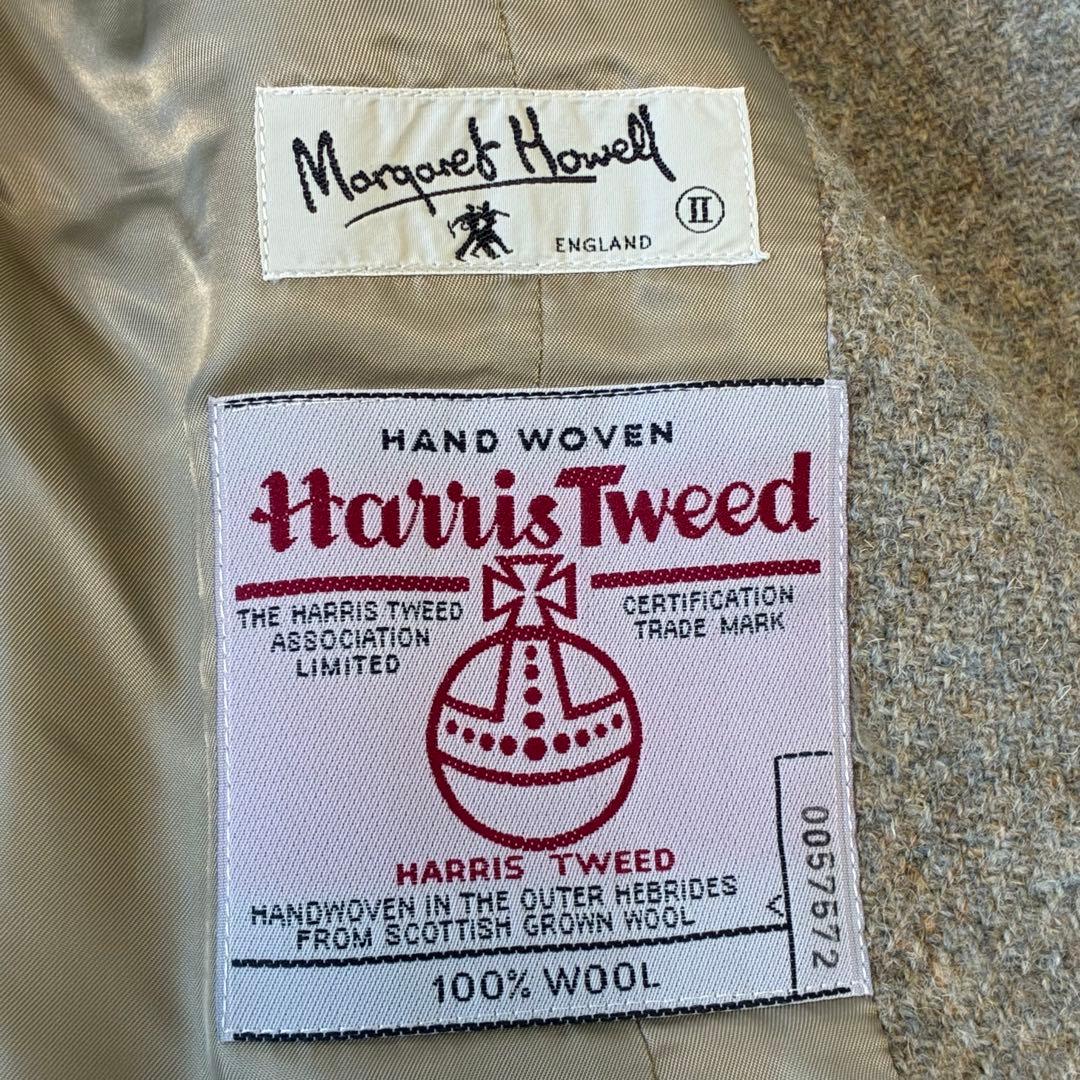 Margaret Howell
II
ENGLAND
HAND WOVEN
Harris Tweed
THE HARRIS TWEED
ASSOCIATION
LIMITED
CERTIFICATION
TRADE MARK
HARRIS TWEED
HANDWOVEN IN THE OUTER HEBRIDES
FROM SCOTTISH GROWN WOOL
100% WOOL
0057572